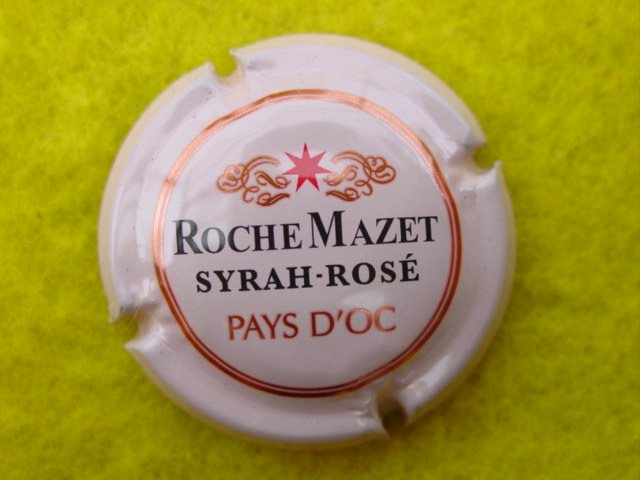 ROCHE MAZET
SYRAH-ROSÉ
PAYS D'OC